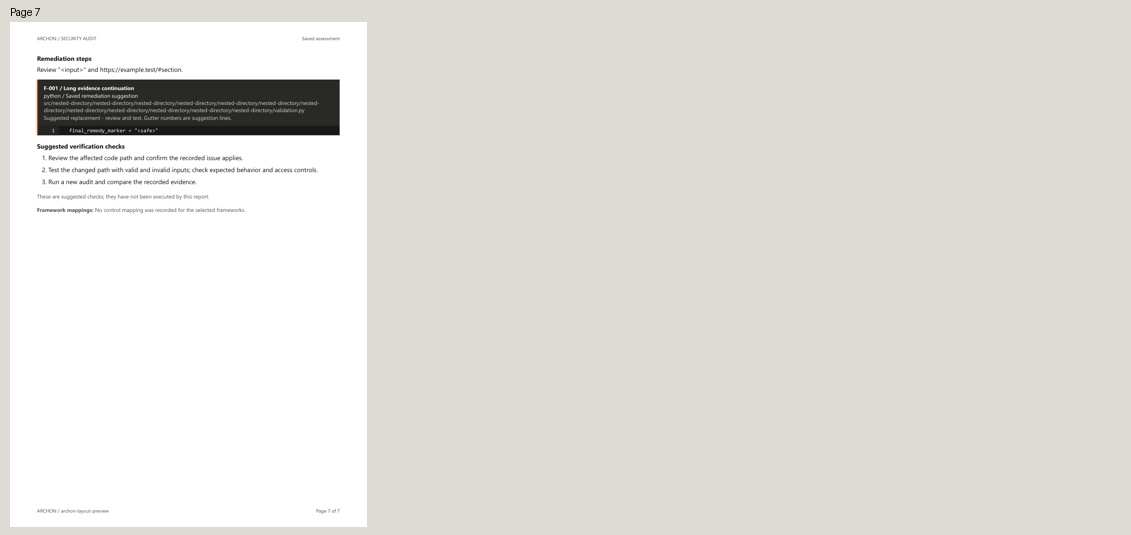 Page 7
ARCHON / SECURITY AUDIT
Saved assessment
Remediation steps
Review "<input>" and https://example.test/#section.
F-001 / Long evidence continuation
python / Saved remediation suggestion
src/nested-directory/nested-directory/nested-directory/nested-directory/nested-directory/nested-directory/nested-
directory/nested-directory/nested-directory/nested-directory/nested-directory/nested-directory/validation.py
Suggested replacement - review and test. Gutter numbers are suggestion lines.
1 final_remedy_marker = "<safe>"
Suggested verification checks
1. Review the affected code path and confirm the recorded issue applies.
2. Test the changed path with valid and invalid inputs; check expected behavior and access controls.
3. Run a new audit and compare the recorded evidence.
These are suggested checks; they have not been executed by this report.
Framework mappings: No control mapping was recorded for the selected frameworks.
ARCHON / archon-layout-preview
Page 7 of 7